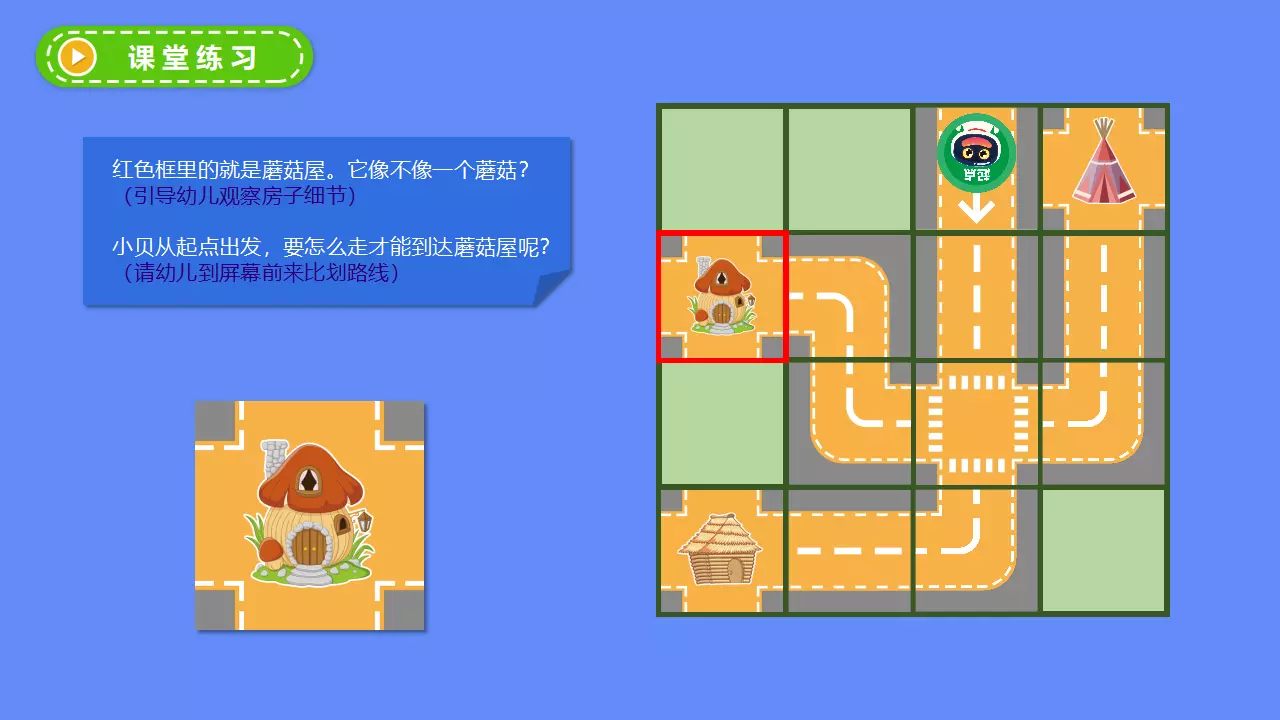 课堂练习
红色框里的就是蘑菇屋。它像不像一个蘑菇？
（引导幼儿观察房子细节）
小贝从起点出发，要怎么走才能到达蘑菇屋呢？
（请幼儿到屏幕前来比划路线）
起点